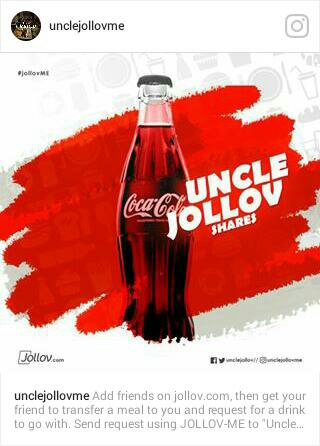 unclejollovme
#jollovME
Coca-Cola
UNCLE
JOLLOV
SHARES
Jollov.com
unclejollov// @unclejollovme
unclejollovme Add friends on jollov.com, then get your
friend to transfer a meal to you and request for a drink
to go with. Send request using JOLLOV-ME to "Uncle...